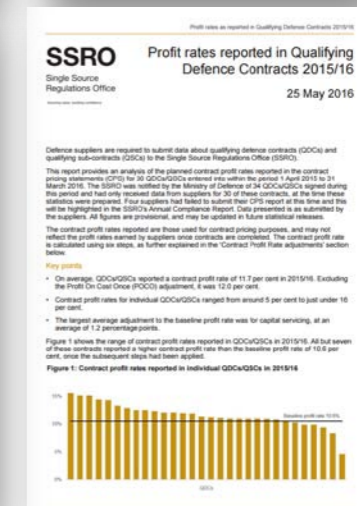 Profit rates as reported in Qualifying Defence Contracts 2015/16
SSRO
Single Source
Regulations Office
Profit rates reported in Qualifying
Defence Contracts 2015/16
25 May 2016
Defence suppliers are required to submit data about qualifying defence contracts (QDCs) and
qualifying sub-contracts (QSCs) to the Single Source Regulations Office (SSRO).
This report provides an analysis of the planned contract profit rates reported in the contract
pricing statements (CPS) for 30 QDCs/QSCs entered into within the period 1 April 2015 to 31
March 2016. The SSRO was notified by the Ministry of Defence of 34 QDCs/QSCs signed during
this period and had only received data from suppliers for 30 of these contracts, at the time these
statistics were prepared. Four suppliers had failed to submit their CPS report at this time and this
will be highlighted in the SSRO's Annual Compliance Report. Data presented is as submitted by
the suppliers. All figures are provisional, and may be updated in future statistical releases.
The contract profit rates reported are those used for contract pricing purposes, and may not
reflect the profit rates earned by suppliers once contracts are completed. The contract profit rate
is calculated using six steps, as further explained in the 'Contract Profit Rate adjustments' section
below.
Key points
• On average, QDCs/QSCs reported a contract profit rate of 11.7 per cent in 2015/16. Excluding
the Profit On Cost Once (POCO) adjustment, it was 12.0 per cent.
• Contract profit rates for individual QDCs/QSCs ranged from around 5 per cent to just under 16
per cent.
• The largest average adjustment to the baseline profit rate was for capital servicing, at an
average of 1.2 percentage points.
Figure 1 shows the range of contract profit rates reported in QDCs/QSCs in 2015/16. All but seven
of these contracts reported a higher contract profit rate than the baseline profit rate of 10.6 per
cent, once the subsequent steps had been applied.
Figure 1: Contract profit rates reported in individual QDCs/QSCs in 2015/16
15%
Baseline profit rate 10.6%
10%
5%
0%
QDCs